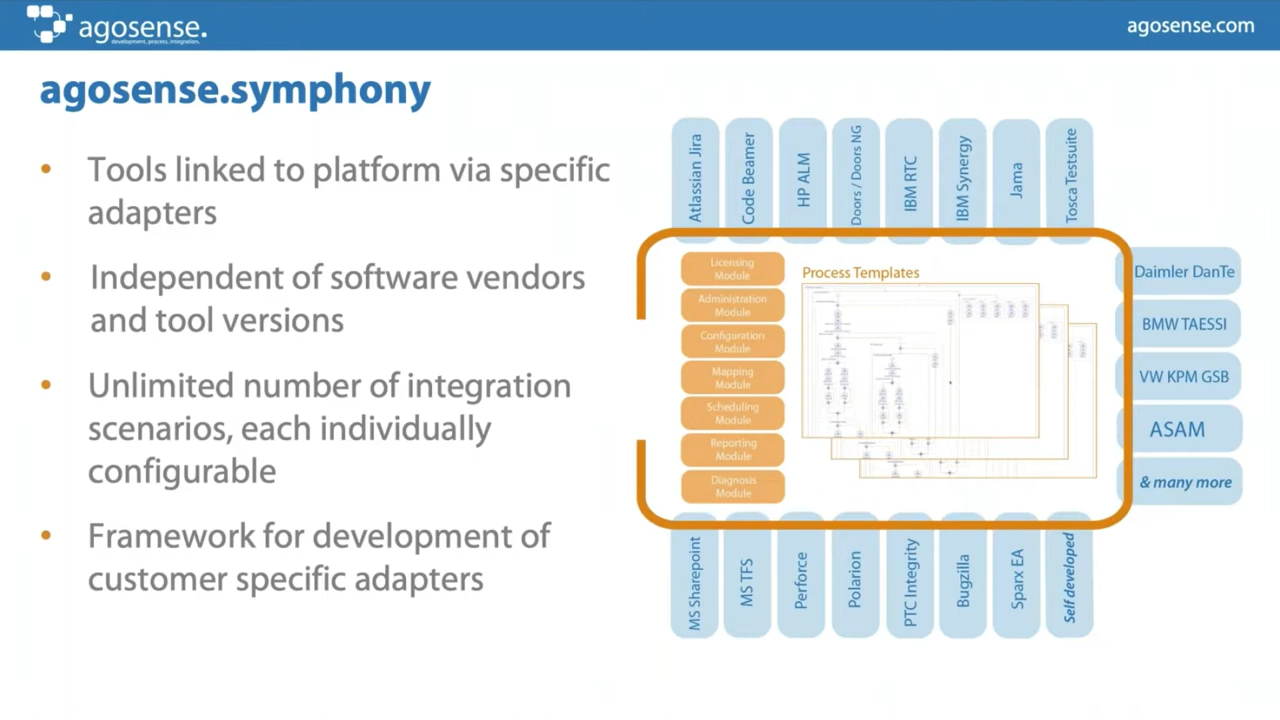 agosense.
development, process, integration.
agosense.com
agosense.symphony
• Tools linked to platform via specific
adapters
• Independent of software vendors
and tool versions
• Unlimited number of integration
scenarios, each individually
configurable
• Framework for development of
customer specific adapters
Atlassian Jira
Code Beamer
HP ALM
Doors / Doors NG
IBM RTC
IBM Synergy
Jama
Tosca Testsuite
Licensing
Module
Administration
Module
Configuration
Module
Mapping
Module
Scheduling
Module
Reporting
Module
Diagnosis
Module
Process Templates
Daimler DanTe
BMW TAESSI
VW KPM GSB
ASAM
& many more
MS Sharepoint
MS TFS
Perforce
Polarion
PTC Integrity
Bugzilla
Sparx EA
Self developed